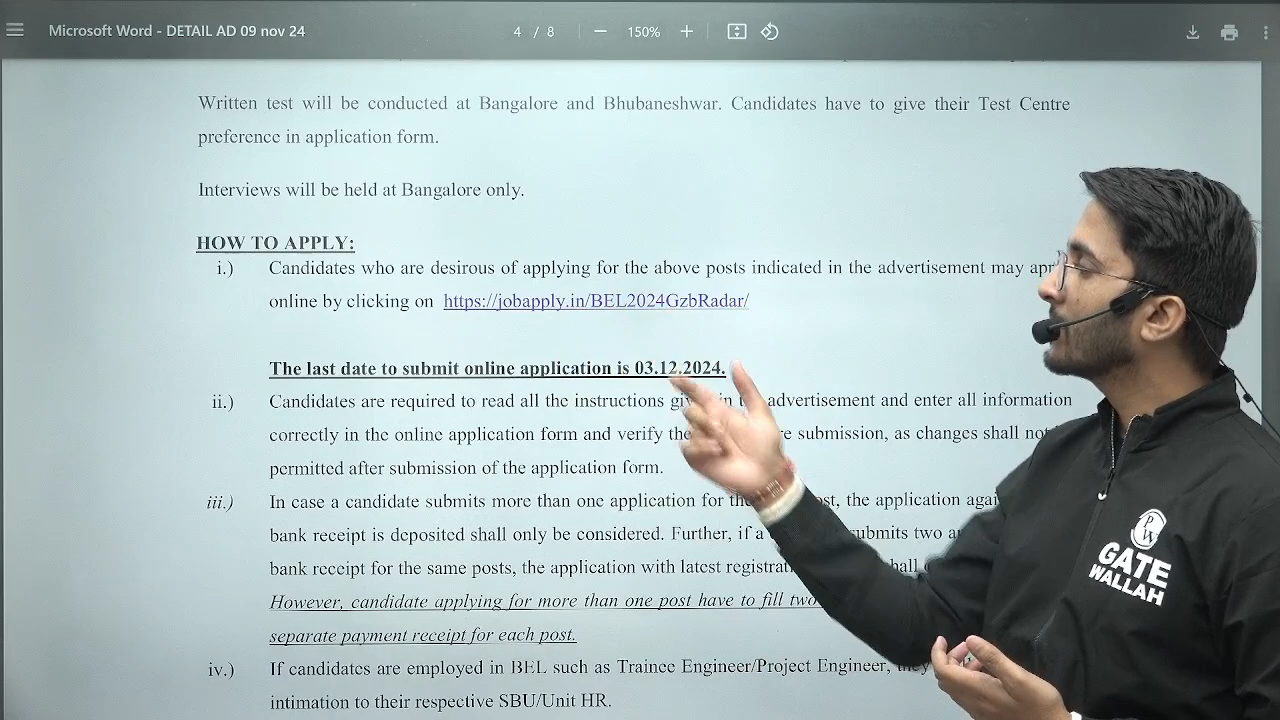 Microsoft Word - DETAIL AD 09 nov 24
4 / 8
150%
Written test will be conducted at Bangalore and Bhubaneshwar. Candidates have to give their Test Centre
preference in application form.
Interviews will be held at Bangalore only.
HOW TO APPLY:
i.) Candidates who are desirous of applying for the above posts indicated in the advertisement may
online by clicking on https://jobapply.in/BEL2024GzbRadar/
The last date to submit online application is 03.12.2024.
ii.) Candidates are required to read all the instructions in advertisement and enter all information
correctly in the online application form and verify the submission, as changes shall not
permitted after submission of the application form.
iii.) In case a candidate submits more than one application for the the application
bank receipt is deposited shall only be considered. Further, if a submits two
bank receipt for the same posts, the application with latest
However, candidate applying for more than one post have to fill two
separate payment receipt for each post.
iv.) If candidates are employed in BEL such as Trainee Engineer/Project Engineer,
intimation to their respective SBU/Unit HR.
PW
GATE
WALLAH